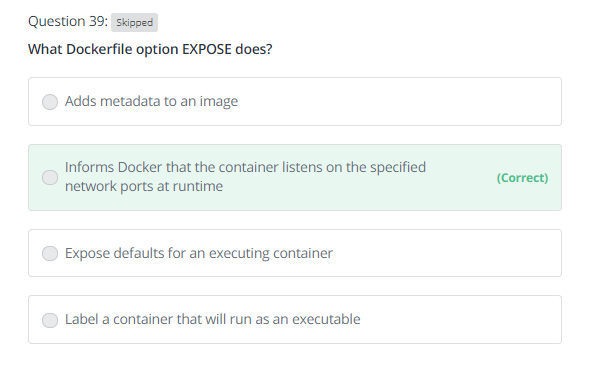 Question 39: Skipped
What Dockerfile option EXPOSE does?
Adds metadata to an image
Informs Docker that the container listens on the specified
network ports at runtime
(Correct)
Expose defaults for an executing container
Label a container that will run as an executable